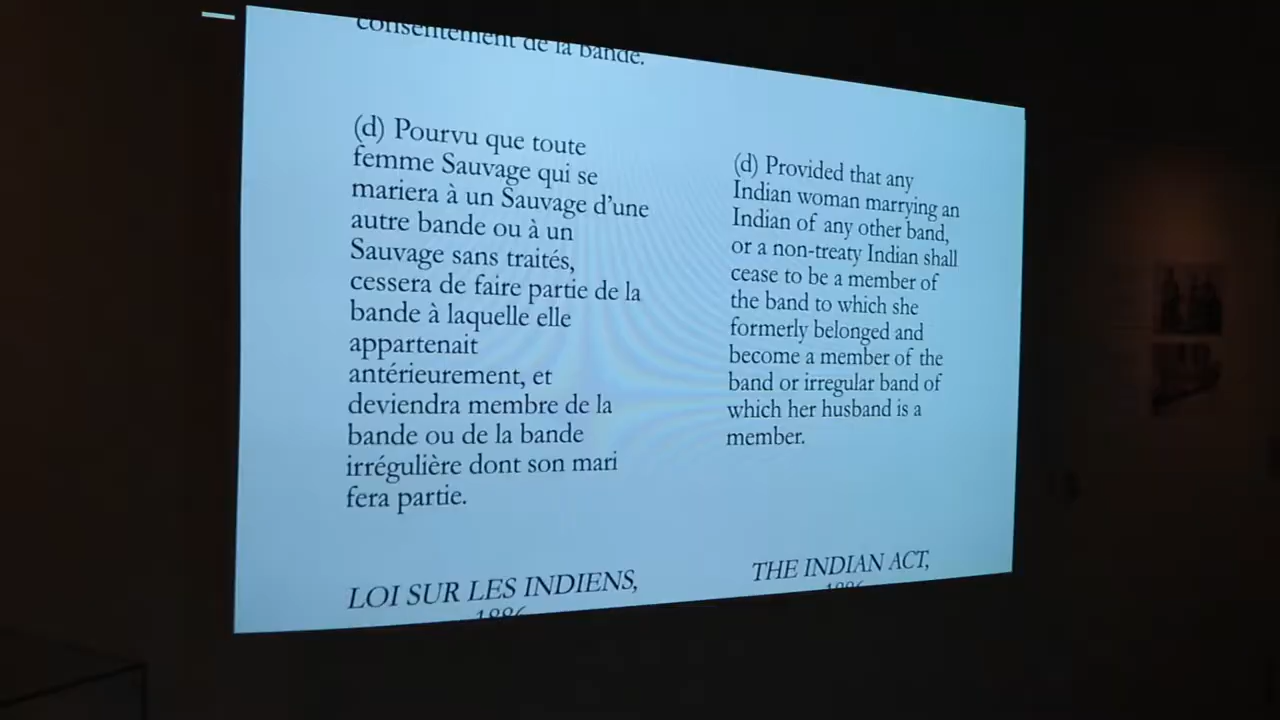 consentement de la bande.
(d) Pourvu que toute
femme Sauvage qui se
mariera à un Sauvage d'une
autre bande ou à un
Sauvage sans traités,
cessera de faire partie de la
bande à laquelle elle
appartenait
antérieurement, et
deviendra membre de la
bande ou de la bande
irrégulière dont son mari
fera partie.
LOI SUR LES INDIENS,
(d) Provided that any
Indian woman marrying an
Indian of any other band,
or a non-treaty Indian shall
cease to be a member of
the band to which she
formerly belonged and
become a member of the
band or irregular band of
which her husband is a
member.
THE INDIAN ACT,